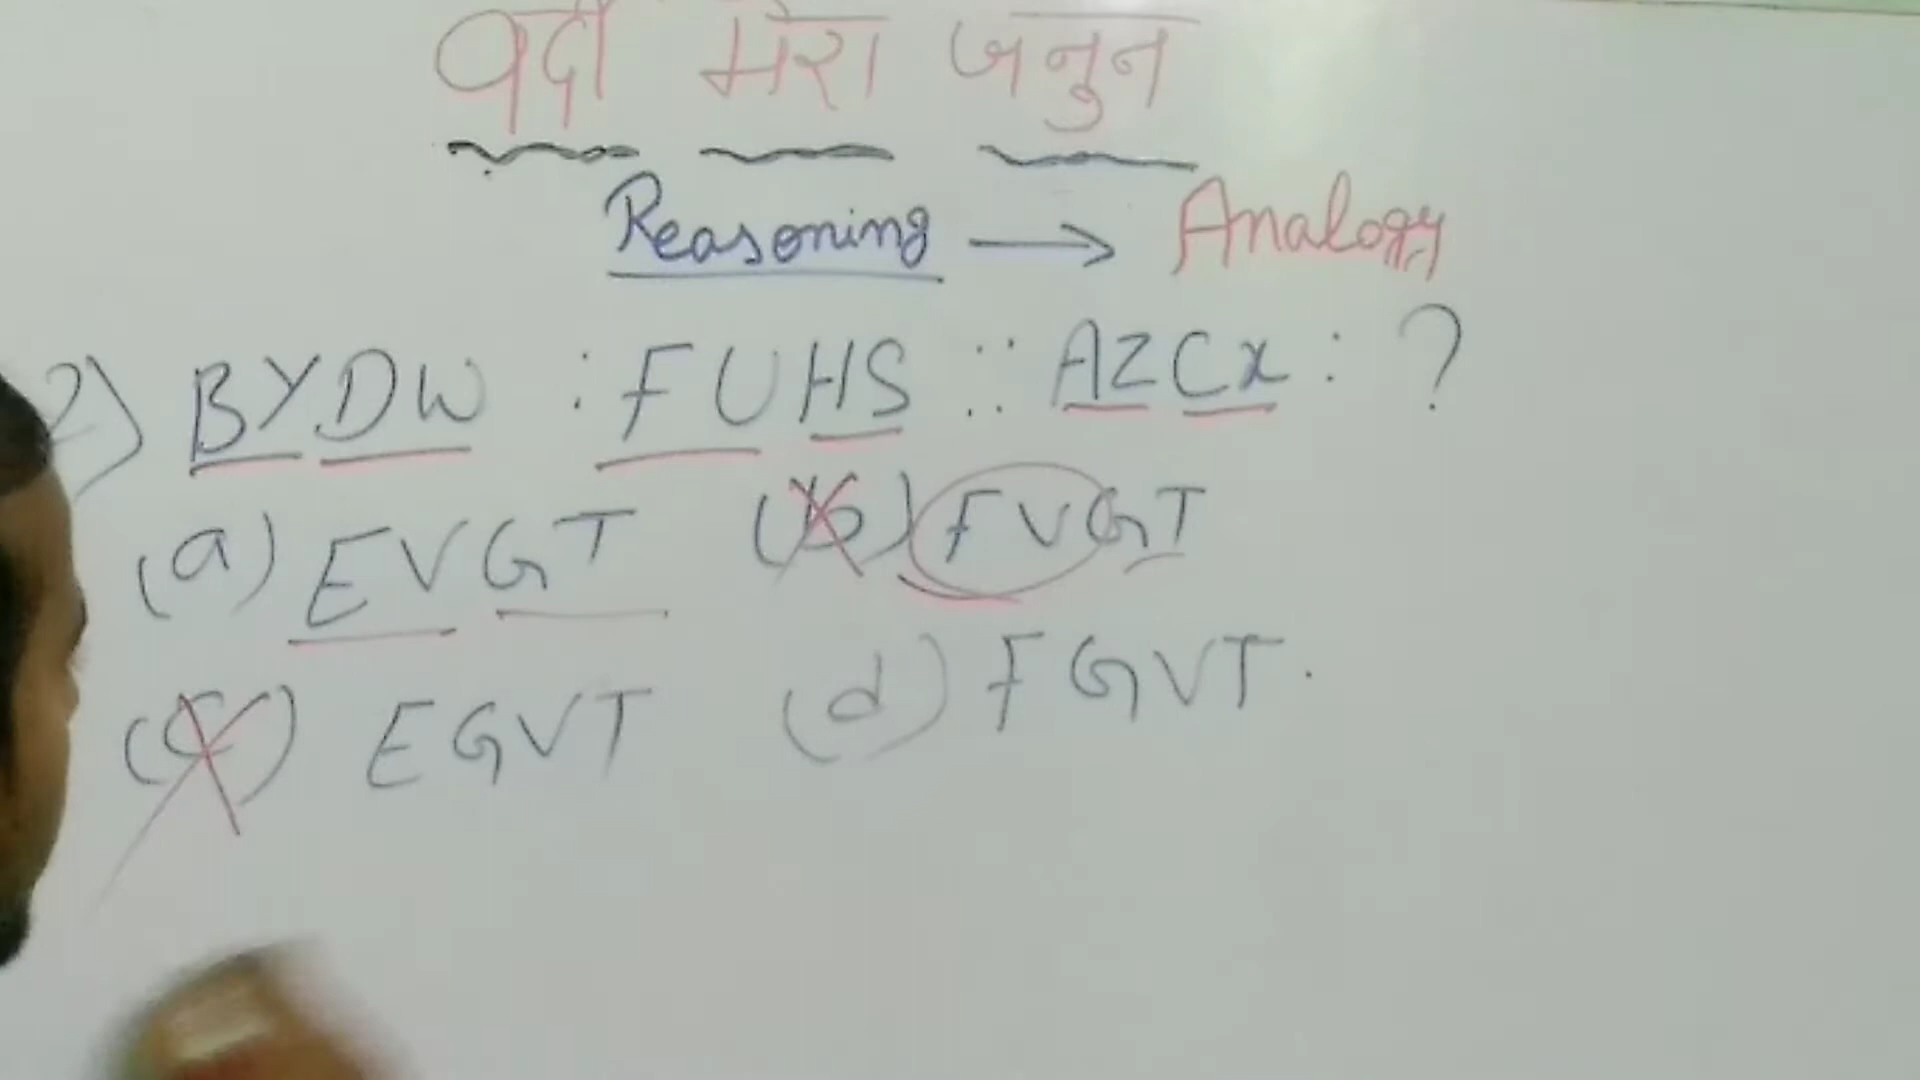 वर्दी मेरा जनुन
Reasoning → Analogy
2) BYDW : FUHS :: AZCX : ?
(a) EVGT (b) FVGT
(c) EGVT (d) FGVT.